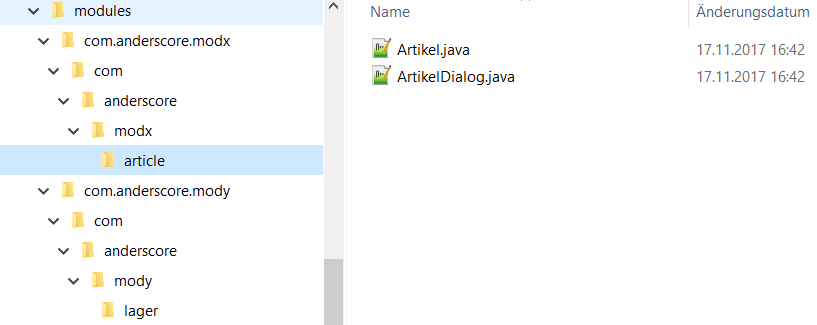 modules
com.anderscore.modx
com
anderscore
modx
article
com.anderscore.mody
com
anderscore
mody
lager
Name Änderungsdatum
Artikel.java 17.11.2017 16:42
ArtikelDialog.java 17.11.2017 16:42